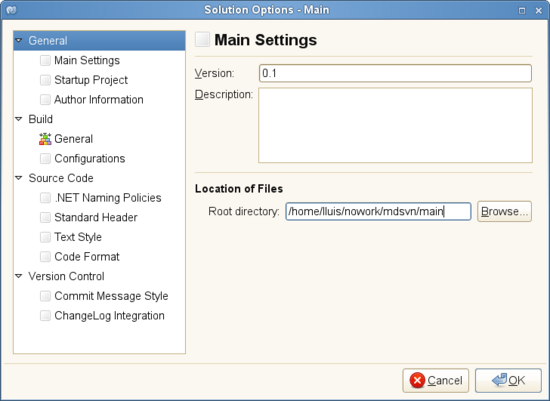 Solution Options - Main
General
Main Settings
Startup Project
Author Information
Build
General
Configurations
Source Code
.NET Naming Policies
Standard Header
Text Style
Code Format
Version Control
Commit Message Style
ChangeLog Integration
Main Settings
Version: 0.1
Description:
Location of Files
Root directory: /home/lluis/nowork/mdsvn/main Browse...
Cancel OK